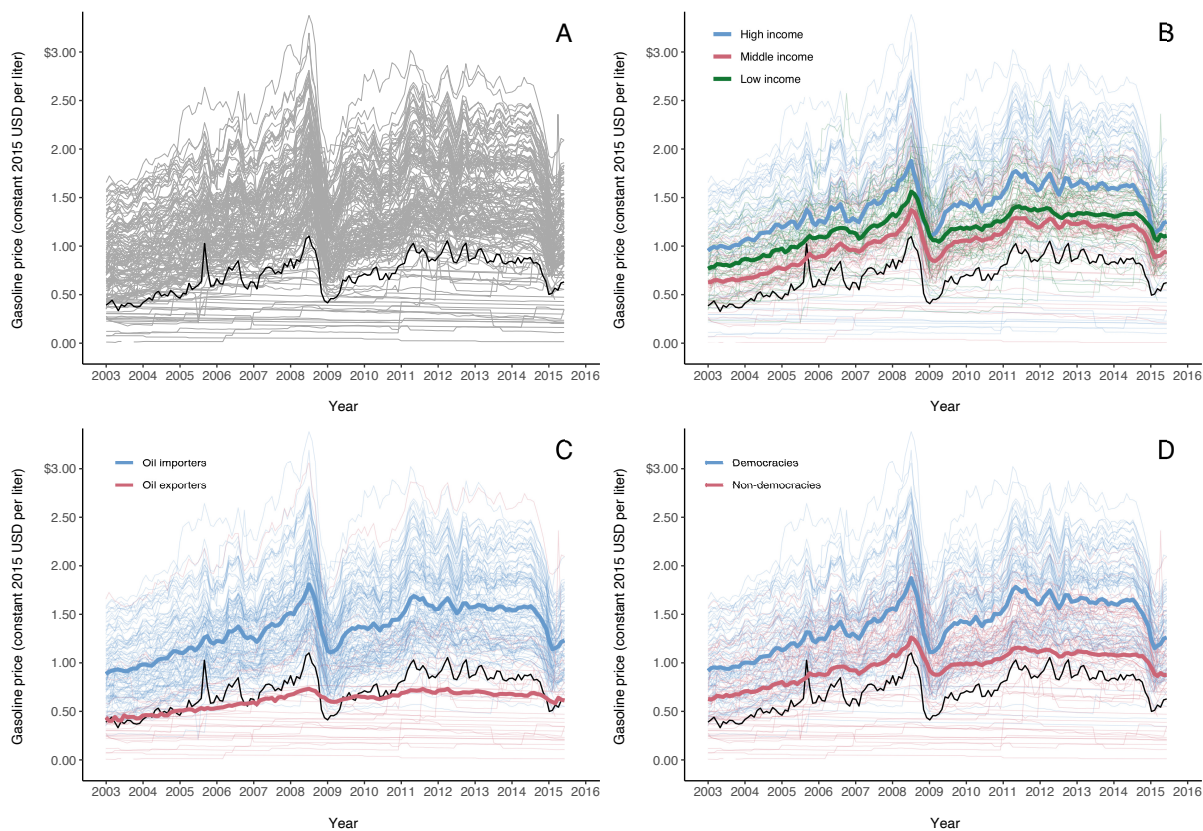 A
Gasoline price (constant 2015 USD per liter)
$3.00
2.50
2.00
1.50
1.00
0.50
0.00
2003 2004 2005 2006 2007 2008 2009 2010 2011 2012 2013 2014 2015 2016
Year
B
High income
Middle income
Low income
Gasoline price (constant 2015 USD per liter)
$3.00
2.50
2.00
1.50
1.00
0.50
0.00
2003 2004 2005 2006 2007 2008 2009 2010 2011 2012 2013 2014 2015 2016
Year
C
Oil importers
Oil exporters
Gasoline price (constant 2015 USD per liter)
$3.00
2.50
2.00
1.50
1.00
0.50
0.00
2003 2004 2005 2006 2007 2008 2009 2010 2011 2012 2013 2014 2015 2016
Year
D
Democracies
Non-democracies
Gasoline price (constant 2015 USD per liter)
$3.00
2.50
2.00
1.50
1.00
0.50
0.00
2003 2004 2005 2006 2007 2008 2009 2010 2011 2012 2013 2014 2015 2016
Year